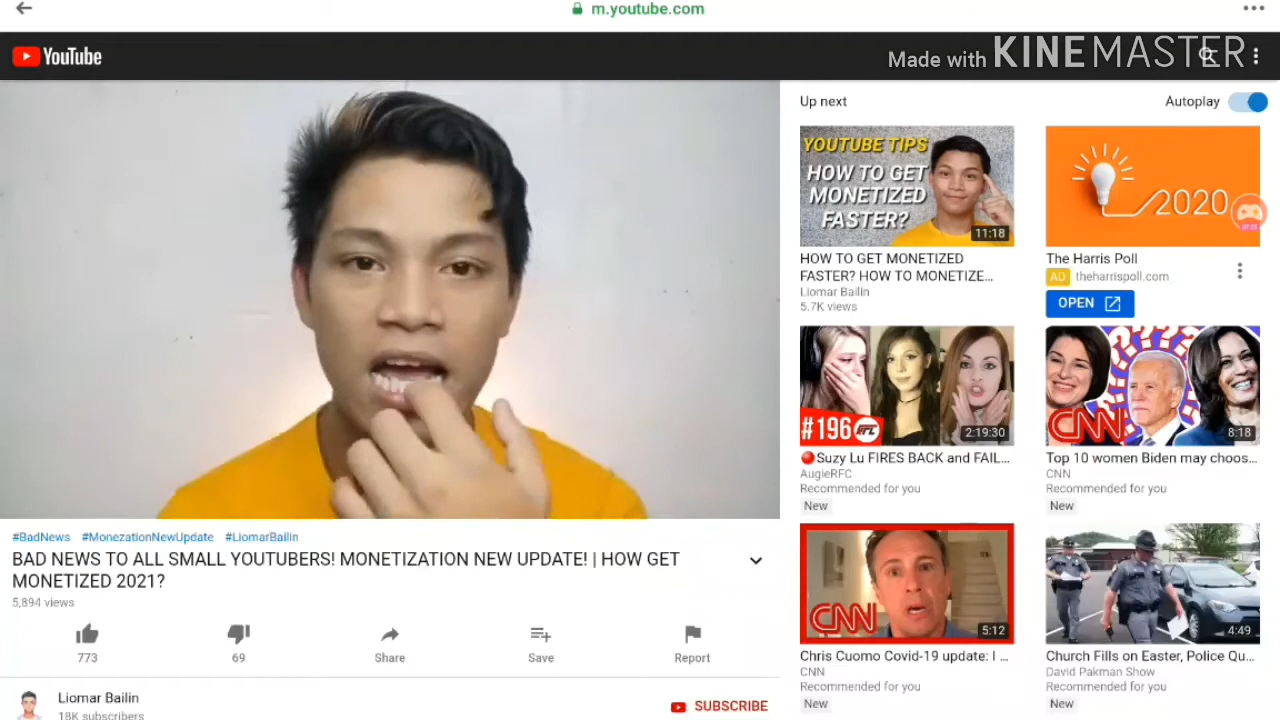 m.youtube.com
YouTube
Made with KINEMASTER
Up next
Autoplay
YOUTUBE TIPS
HOW TO GET
MONETIZED
FASTER?
11:18
HOW TO GET MONETIZED
FASTER? HOW TO MONETIZE...
Liomar Bailin
5.7K views
2020
The Harris Poll
AD theharrispoll.com
OPEN
#196 RFC
2:19:30
Suzy Lu FIRES BACK and FAIL...
AugieRFC
Recommended for you
New
CNN
8:18
Top 10 women Biden may choos...
CNN
Recommended for you
New
CNN
5:12
Chris Cuomo Covid-19 update: I ...
CNN
Recommended for you
New
4:49
Church Fills on Easter, Police Qu...
David Pakman Show
Recommended for you
New
#BadNews #MonezationNewUpdate #LiomarBailin
BAD NEWS TO ALL SMALL YOUTUBERS! MONETIZATION NEW UPDATE! | HOW GET
MONETIZED 2021?
5,894 views
773
69
Share
Save
Report
Liomar Bailin
18K subscribers
SUBSCRIBE